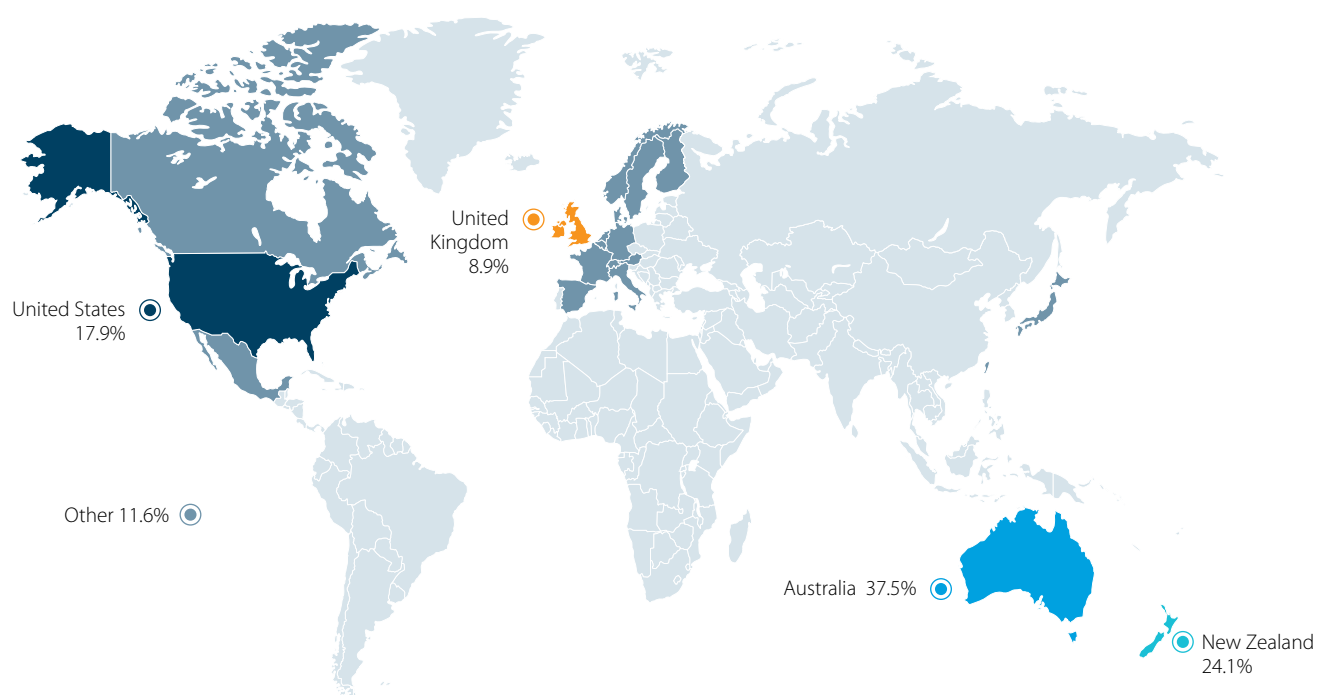 United
Kingdom
8.9%
United States
17.9%
Other 11.6%
Australia 37.5%
New Zealand
24.1%